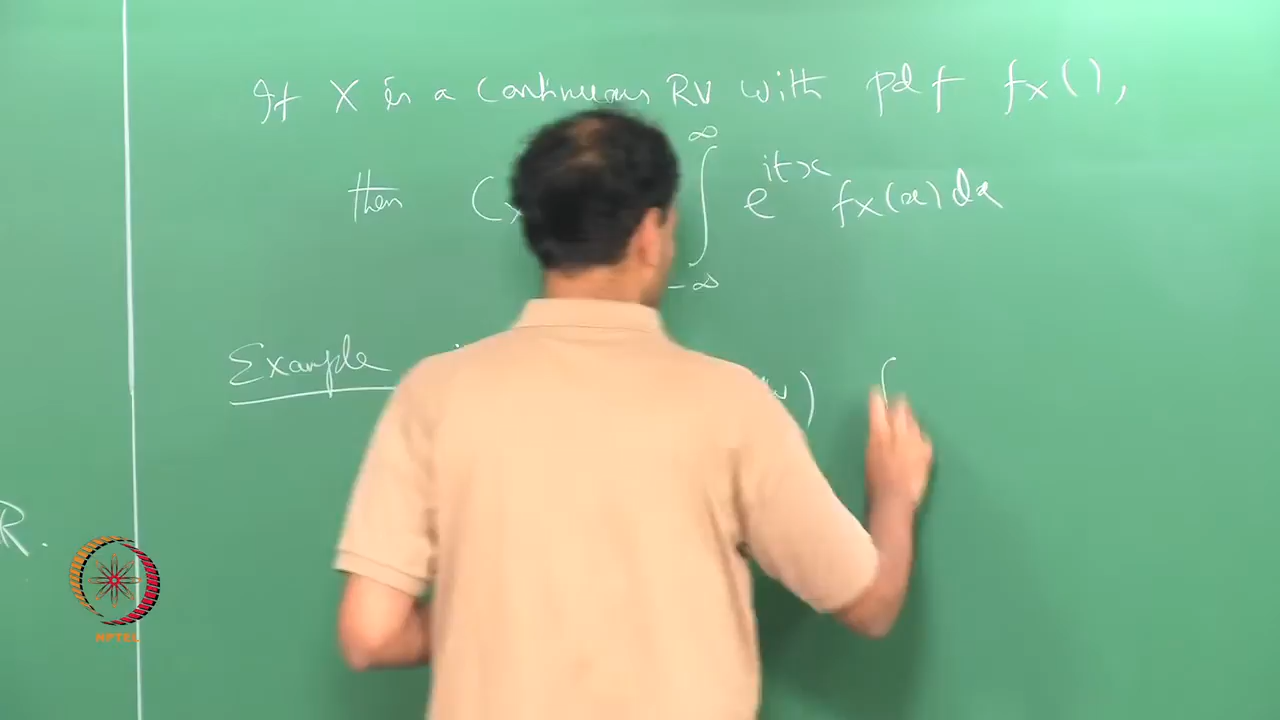 If X is a continuous RV with pdf fx( ),
then
∞
∫ e^{itx} fx(x)dx
-∞
Example
R.
NPTEL